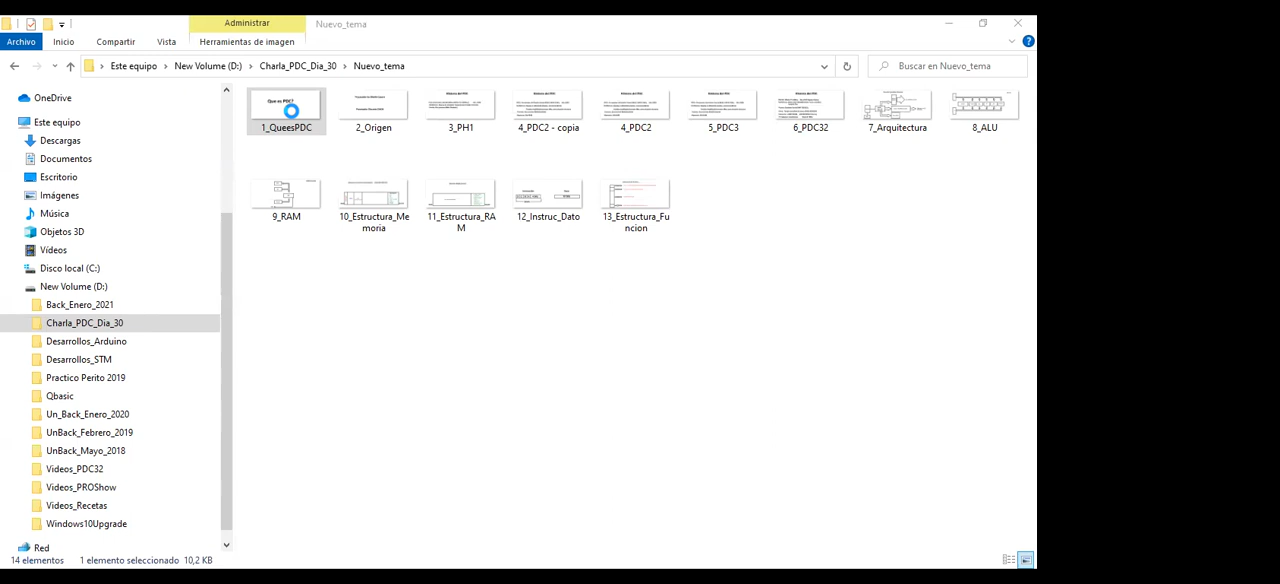 Administrar
Nuevo_tema
Archivo
Inicio
Compartir
Vista
Herramientas de imagen
Este equipo
New Volume (D:)
Charla_PDC_Dia_30
Nuevo_tema
Buscar en Nuevo_tema
OneDrive
Este equipo
Descargas
Documentos
Escritorio
Imágenes
Música
Objetos 3D
Vídeos
Disco local (C:)
New Volume (D:)
Back_Enero_2021
Charla_PDC_Dia_30
Desarrollos_Arduino
Desarrollos_STM
Practico Perito 2019
Qbasic
Un_Back_Enero_2020
UnBack_Febrero_2019
UnBack_Mayo_2018
Videos_PDC32
Videos_PROShow
Videos_Recetas
Windows10Upgrade
Red
1_QueesPDC
2_Origen
3_PH1
4_PDC2 - copia
4_PDC2
5_PDC3
6_PDC32
7_Arquitectura
8_ALU
9_RAM
10_Estructura_Me
moria
11_Estructura_RA
M
12_Instruc_Dato
13_Estructura_Fu
ncion
14 elementos
1 elemento seleccionado 10,2 KB